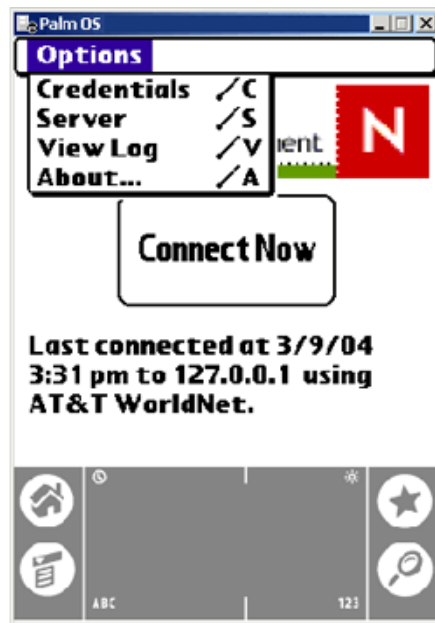 Palm OS
Options
Credentials /C
Server /S
View Log /V
About... /A
N
Connect Now
Last connected at 3/9/04
3:31 pm to 127.0.0.1 using
AT&T WorldNet.
ABC
123